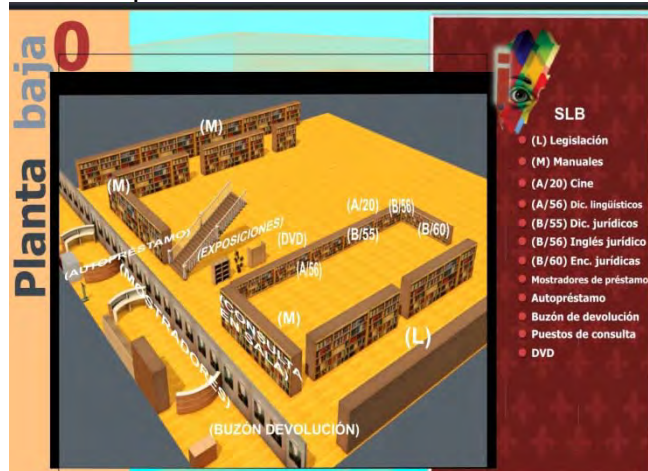 Planta baja
0
(M)
(M)
(A/20)
(B/56)
(EXPOSICIONES)
(DVD)
(B/55)
(B/60)
(AUTOPRÉSTAMO)
(A/56)
(MOSTRADORES)
(CONSULTA
EN SALA)
(M)
(L)
(BUZÓN DEVOLUCIÓN)
i
SLB
(L) Legislación
(M) Manuales
(A/20) Cine
(A/56) Dic. lingüísticos
(B/55) Dic. jurídicos
(B/56) Inglés jurídico
(B/60) Enc. jurídicas
Mostradores de préstamo
Autopréstamo
Buzón de devolución
Puestos de consulta
DVD